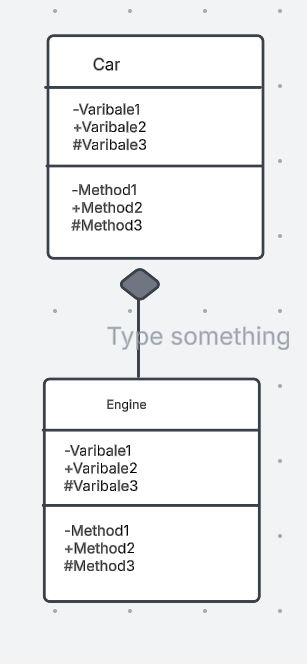 Car
-Varibale1
+Varibale2
#Varibale3
-Method1
+Method2
#Method3
Type something
Engine
-Varibale1
+Varibale2
#Varibale3
-Method1
+Method2
#Method3